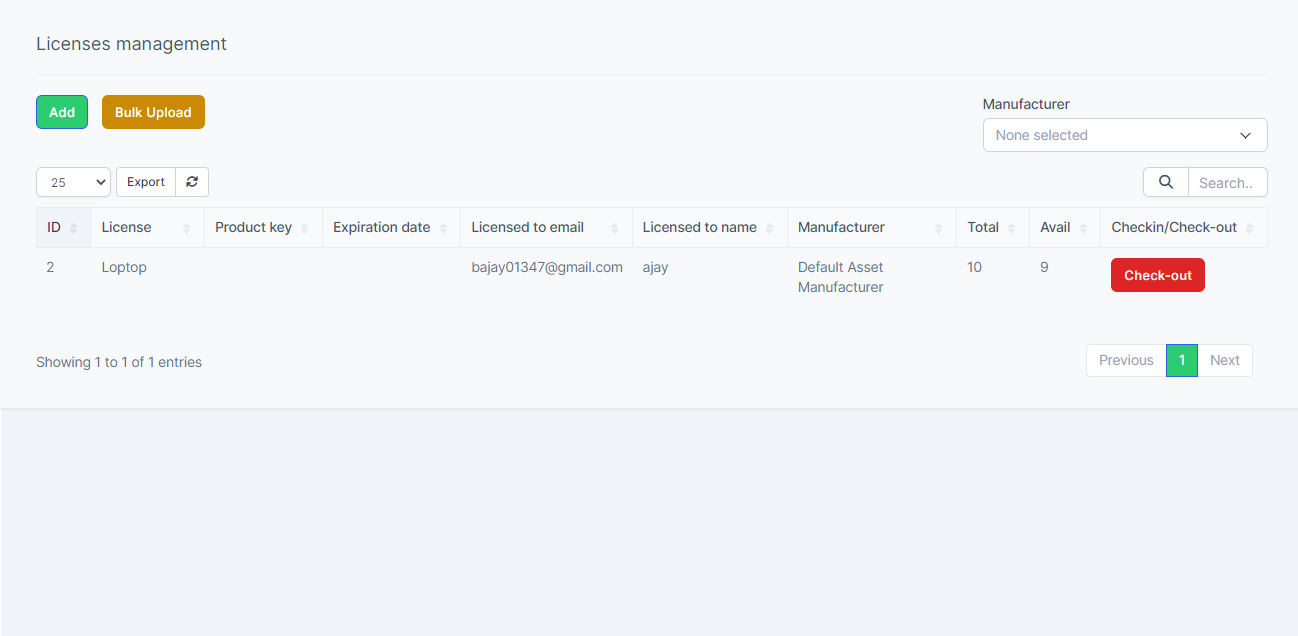 Licenses management
Add Bulk Upload
Manufacturer
None selected
25 Export Search..
ID License Product key Expiration date Licensed to email Licensed to name Manufacturer Total Avail Checkin/Check-out
2 Loptop bajay01347@gmail.com ajay Default Asset 10 9 Check-out
Manufacturer
Showing 1 to 1 of 1 entries Previous 1 Next